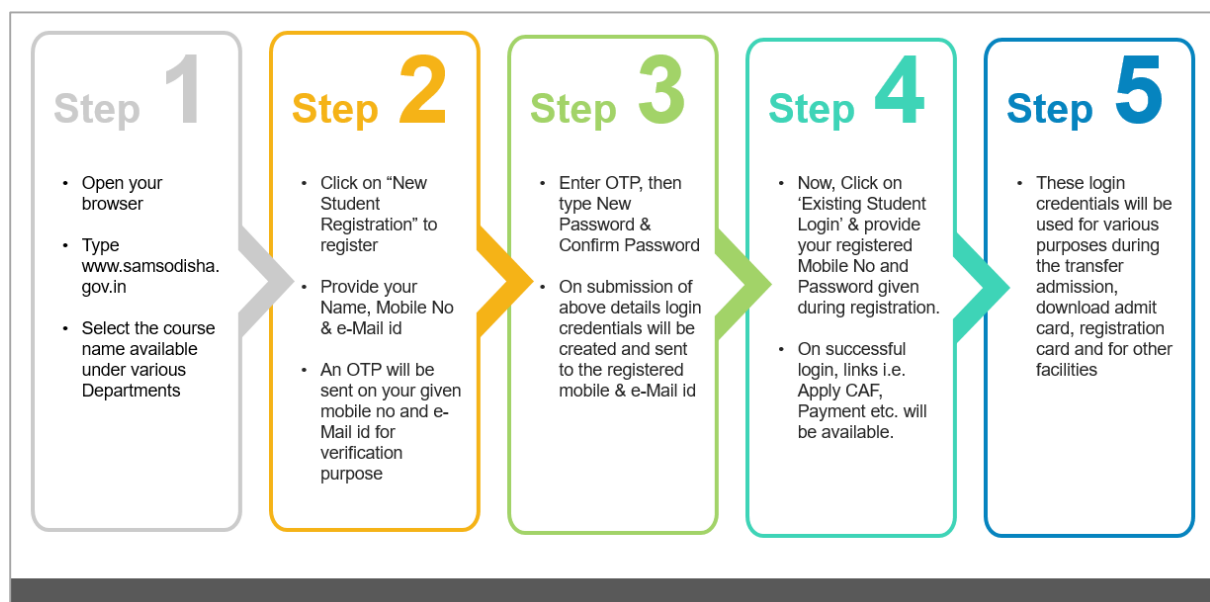 Step 1
• Open your
browser
• Type
www.samsodisha.
gov.in
• Select the course
name available
under various
Departments
Step 2
• Click on “New
Student
Registration” to
register
• Provide your
Name, Mobile No
& e-Mail id
• An OTP will be
sent on your given
mobile no and e-
Mail id for
verification
purpose
Step 3
• Enter OTP, then
type New
Password &
Confirm Password
• On submission of
above details login
credentials will be
created and sent
to the registered
mobile & e-Mail id
Step 4
• Now, Click on
‘Existing Student
Login’ & provide
your registered
Mobile No and
Password given
during registration.
• On successful
login, links i.e.
Apply CAF,
Payment etc. will
be available.
Step 5
• These login
credentials will be
used for various
purposes during
the transfer
admission,
download admit
card, registration
card and for other
facilities